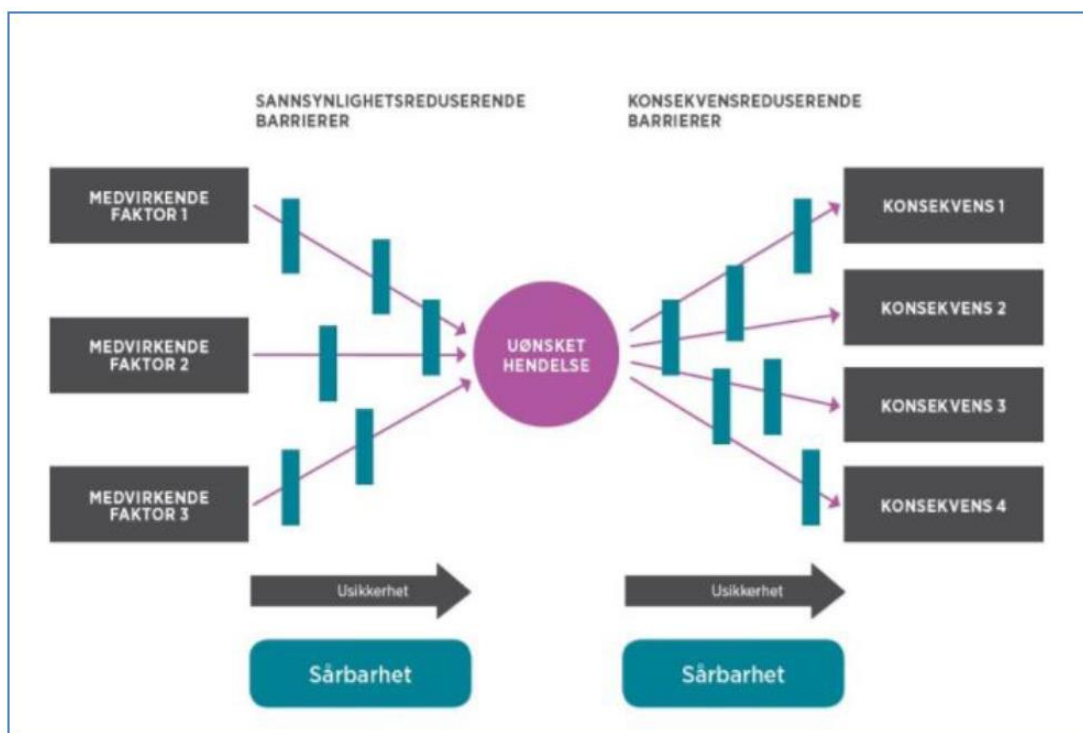 SANNSYNLIGHETSREDUSERENDE
BARRIERER
KONSEKVENSREDUSERENDE
BARRIERER
MEDVIRKENDE
FAKTOR 1
MEDVIRKENDE
FAKTOR 2
MEDVIRKENDE
FAKTOR 3
UØNSKET
HENDELSE
KONSEKVENS 1
KONSEKVENS 2
KONSEKVENS 3
KONSEKVENS 4
Usikkerhet
Usikkerhet
Sårbarhet
Sårbarhet